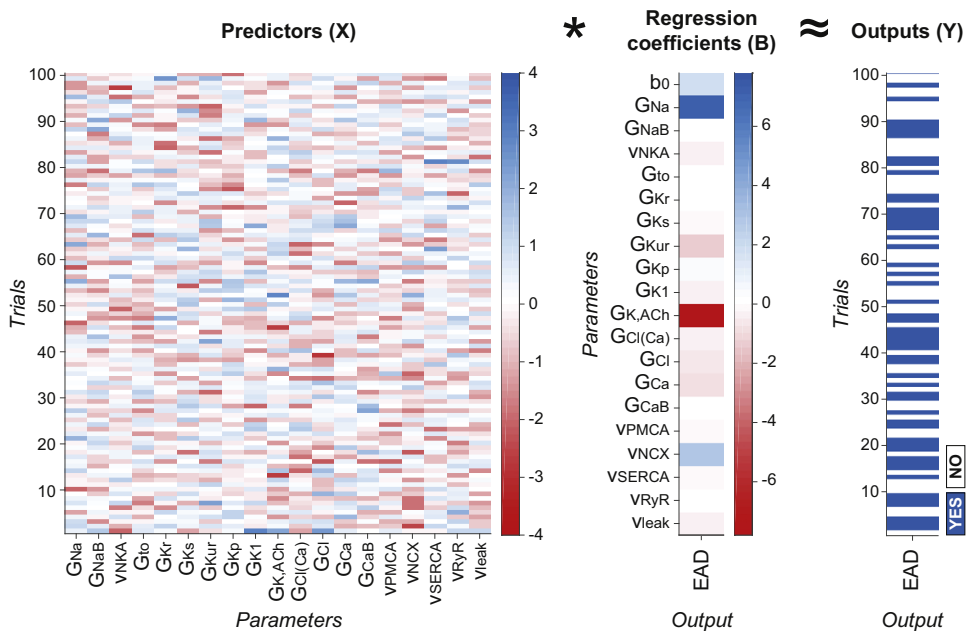 Predictors (X)
*
Regression
coefficients (B)
≈
Outputs (Y)
Trials
100
90
80
70
60
50
40
30
20
10
GNa
GNaB
vNKA
Gto
GKr
GKs
GKur
GKp
GK1
GK,ACh
GCl(Ca)
GCl
GCa
GCaB
vPMCA
vNCX
vSERCA
vRyR
vleak
Parameters
4
3
2
1
0
-1
-2
-3
-4
Parameters
b0
GNa
GNaB
vNKA
Gto
GKr
GKs
GKur
GKp
GK1
GK,ACh
GCl(Ca)
GCl
GCa
GCaB
vPMCA
vNCX
vSERCA
vRyR
vleak
EAD
Output
6
4
2
0
-2
-4
-6
Trials
100
90
80
70
60
50
40
30
20
10
EAD
Output
YES
NO